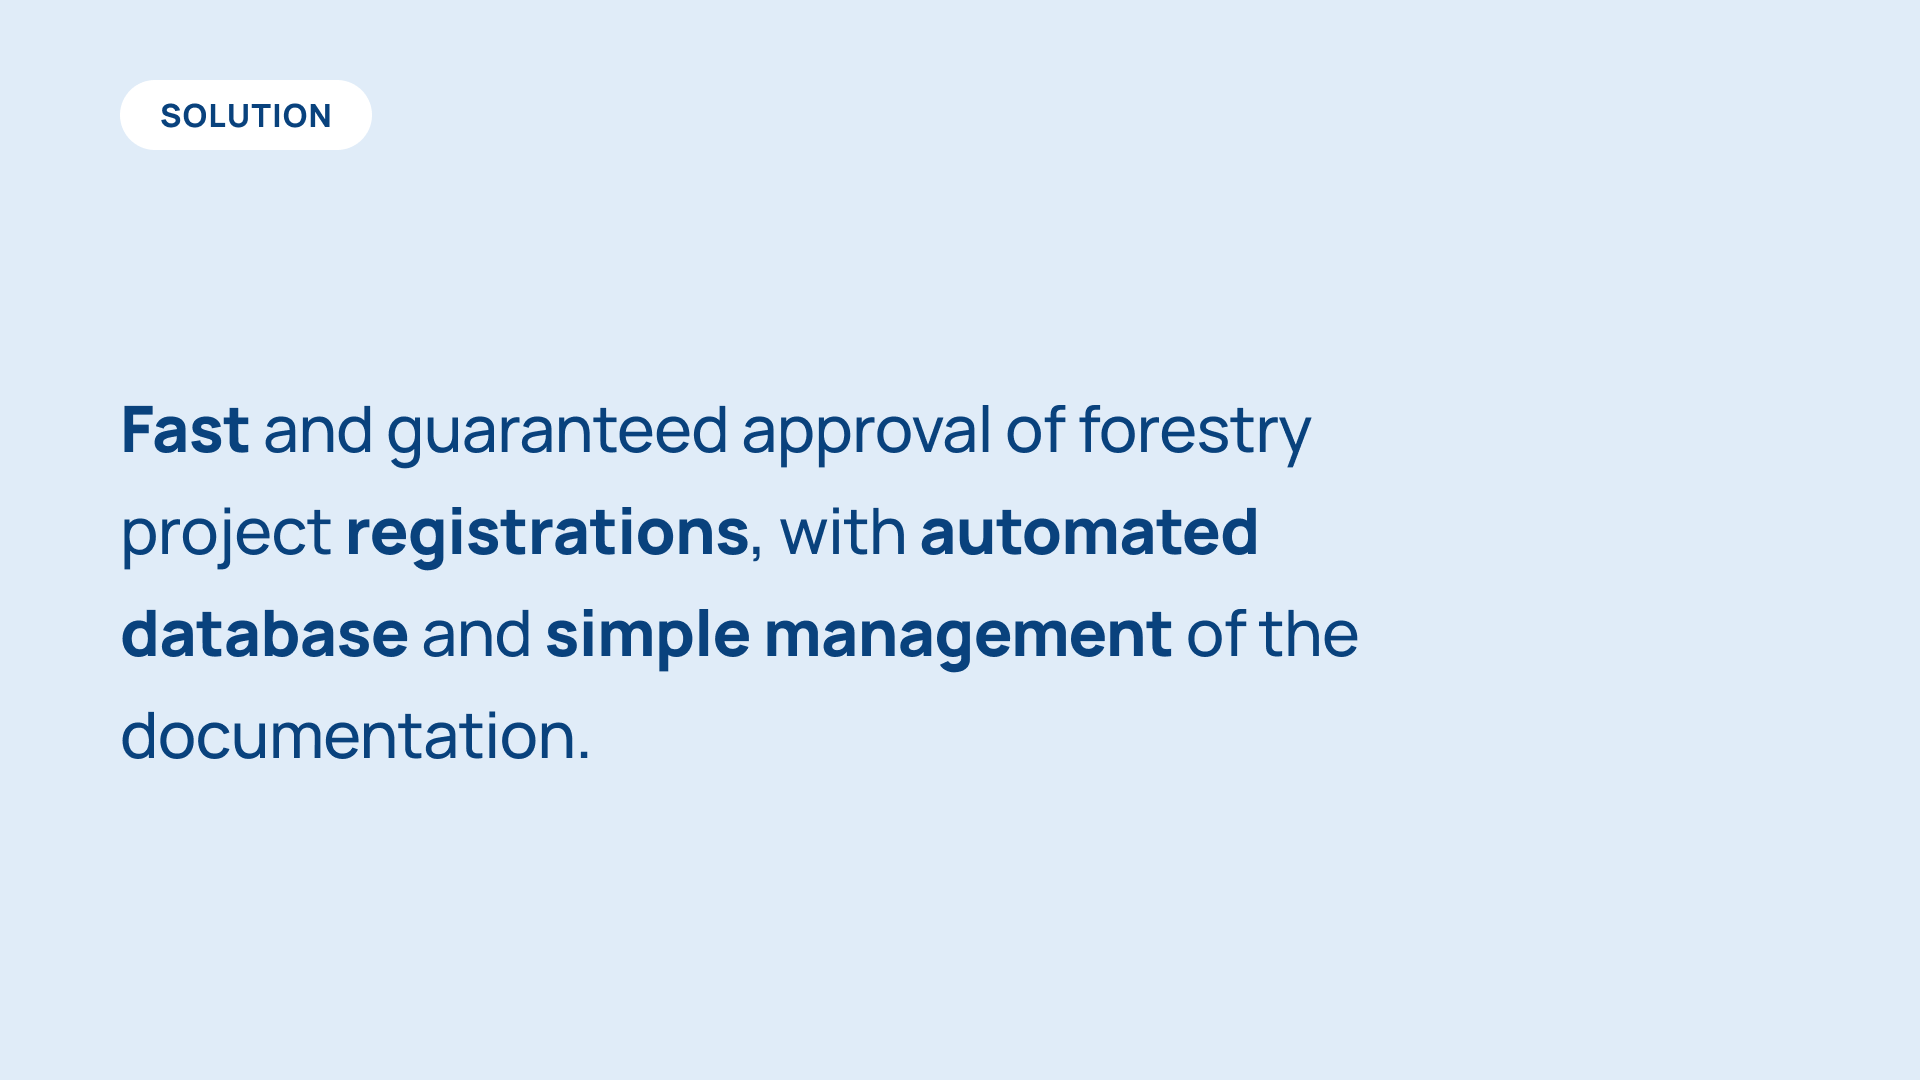 SOLUTION
Fast and guaranteed approval of forestry
project registrations, with automated
database and simple management of the
documentation.